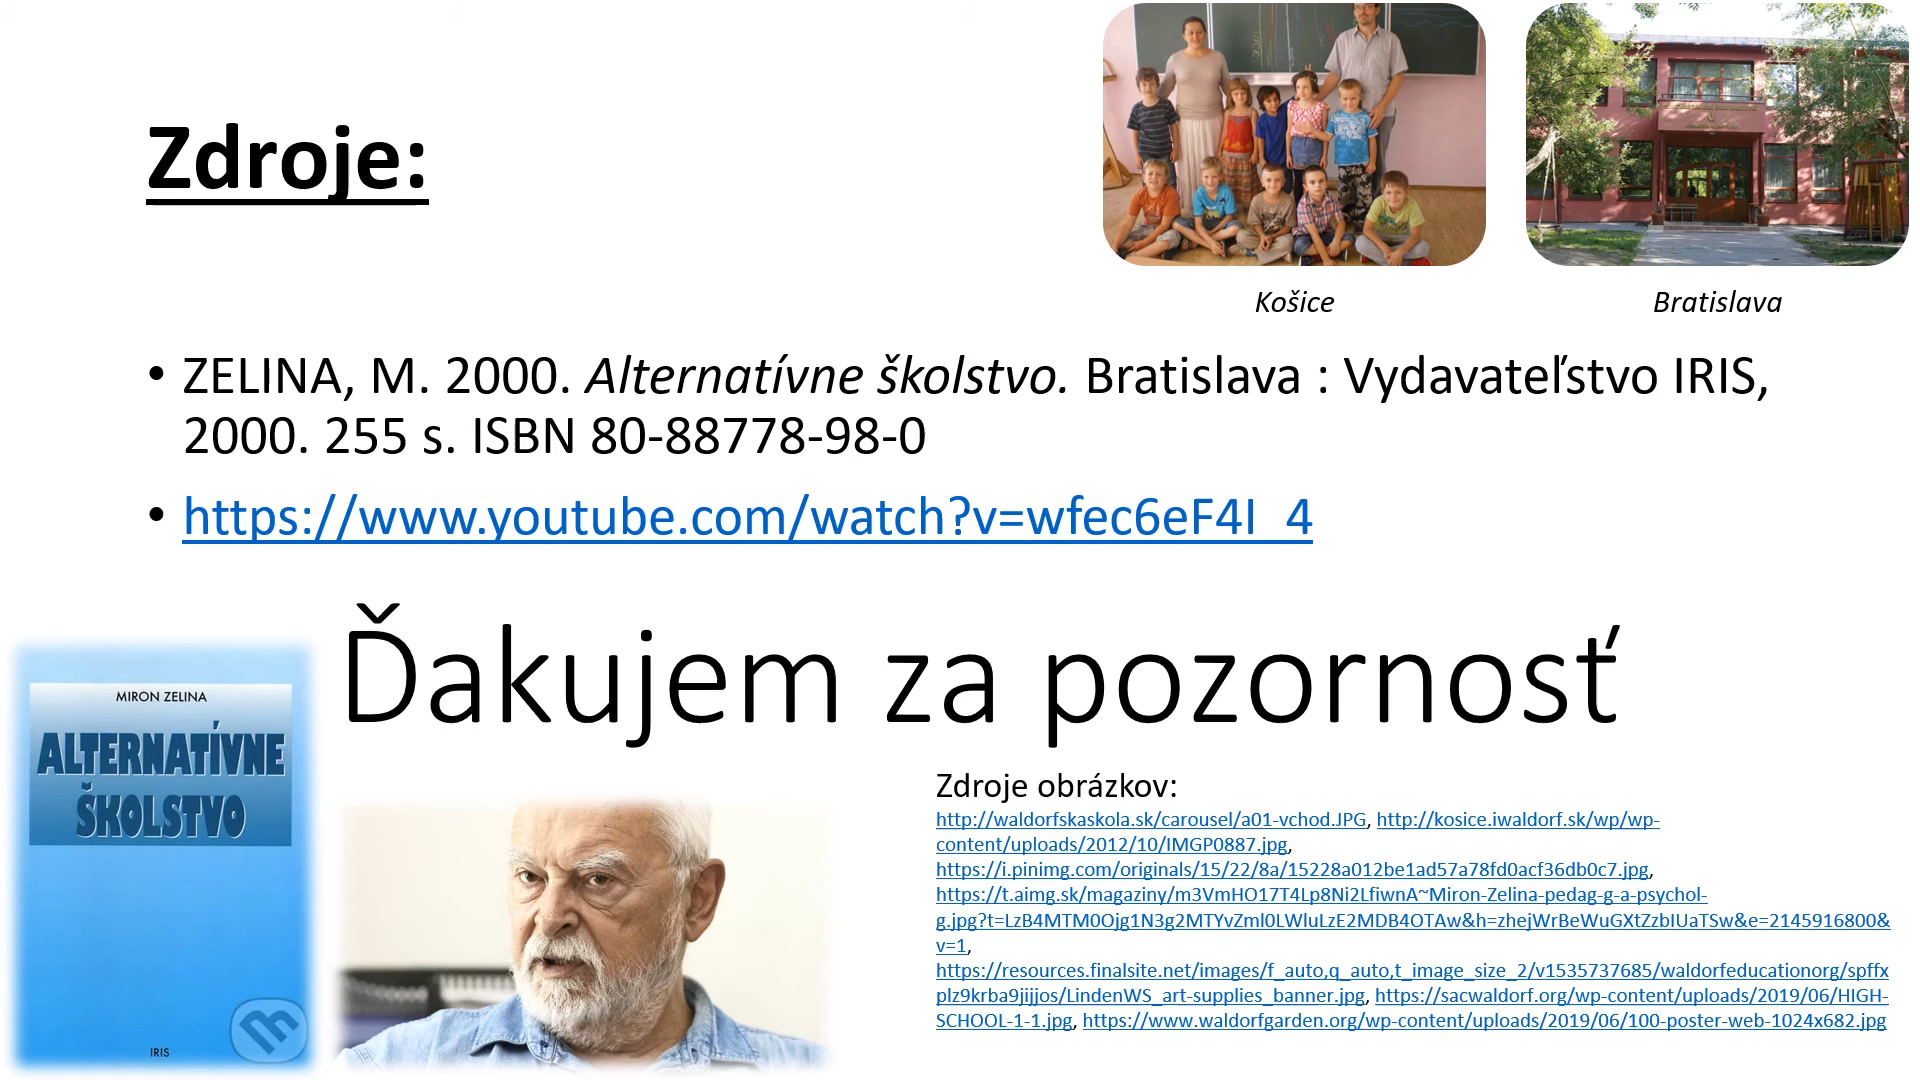 Zdroje:
Košice
Bratislava
• ZELINA, M. 2000. Alternatívne školstvo. Bratislava : Vydavateľstvo IRIS,
2000. 255 s. ISBN 80-88778-98-0
• https://www.youtube.com/watch?v=wfec6eF4I_4
Ďakujem za pozornosť
MIRON ZELINA
ALTERNATÍVNE
ŠKOLSTVO
IRIS
Zdroje obrázkov:
http://waldorfskaskola.sk/carousel/a01-vchod.JPG, http://kosice.iwaldorf.sk/wp/wp-
content/uploads/2012/10/IMGP0887.jpg,
https://i.pinimg.com/originals/15/22/8a/15228a012be1ad57a78fd0acf36db0c7.jpg,
https://t.aimg.sk/magaziny/m3VmHO17T4Lp8Ni2LfiwnA~Miron-Zelina-pedag-g-a-psychol-
g.jpg?t=LzB4MTM0Ojg1N3g2MTYvZml0LWluLzE2MDB4OTAw&h=zhejWrBeWuGXtZzbIUaTSw&e=2145916800&
v=1,
https://resources.finalsite.net/images/f_auto,q_auto,t_image_size_2/v1535737685/waldorfeducationorg/spffx
plz9krba9jijjos/LindenWS_art-supplies_banner.jpg, https://sacwaldorf.org/wp-content/uploads/2019/06/HIGH-
SCHOOL-1-1.jpg, https://www.waldorfgarden.org/wp-content/uploads/2019/06/100-poster-web-1024x682.jpg